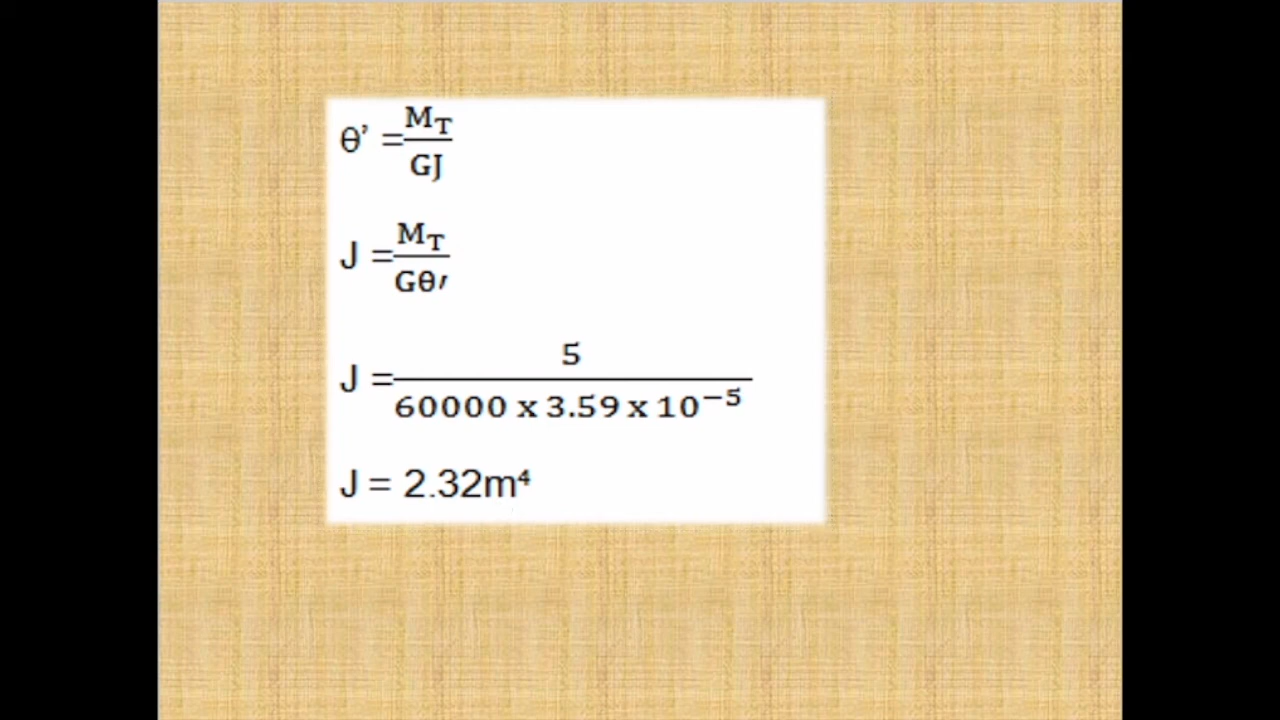 θ’ = M_T / GJ
J = M_T / Gθ′
J = 5 / 60000 x 3.59 x 10⁻⁵
J = 2.32m⁴